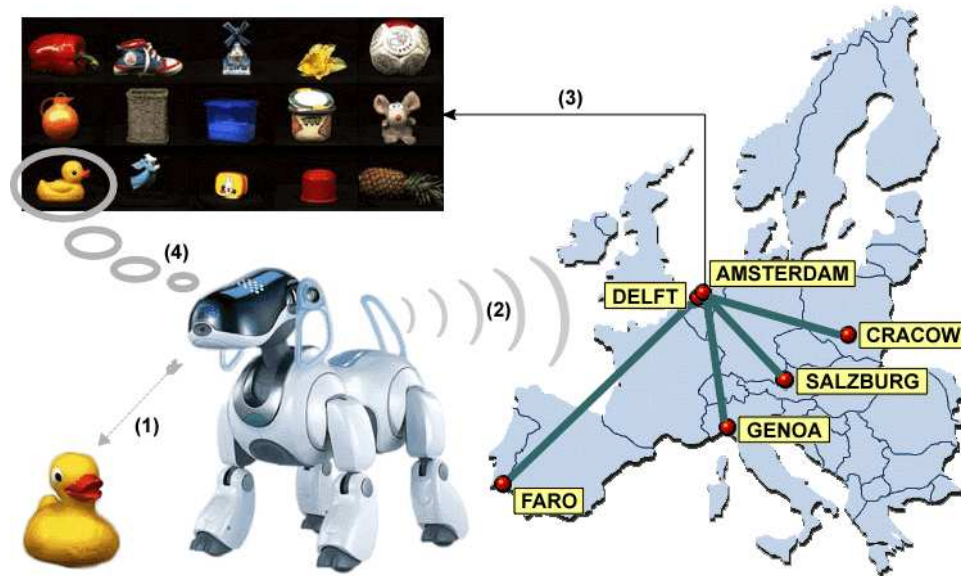 (3)
(4)
(2)
(1)
AMSTERDAM
DELFT
CRACOW
SALZBURG
GENOA
FARO